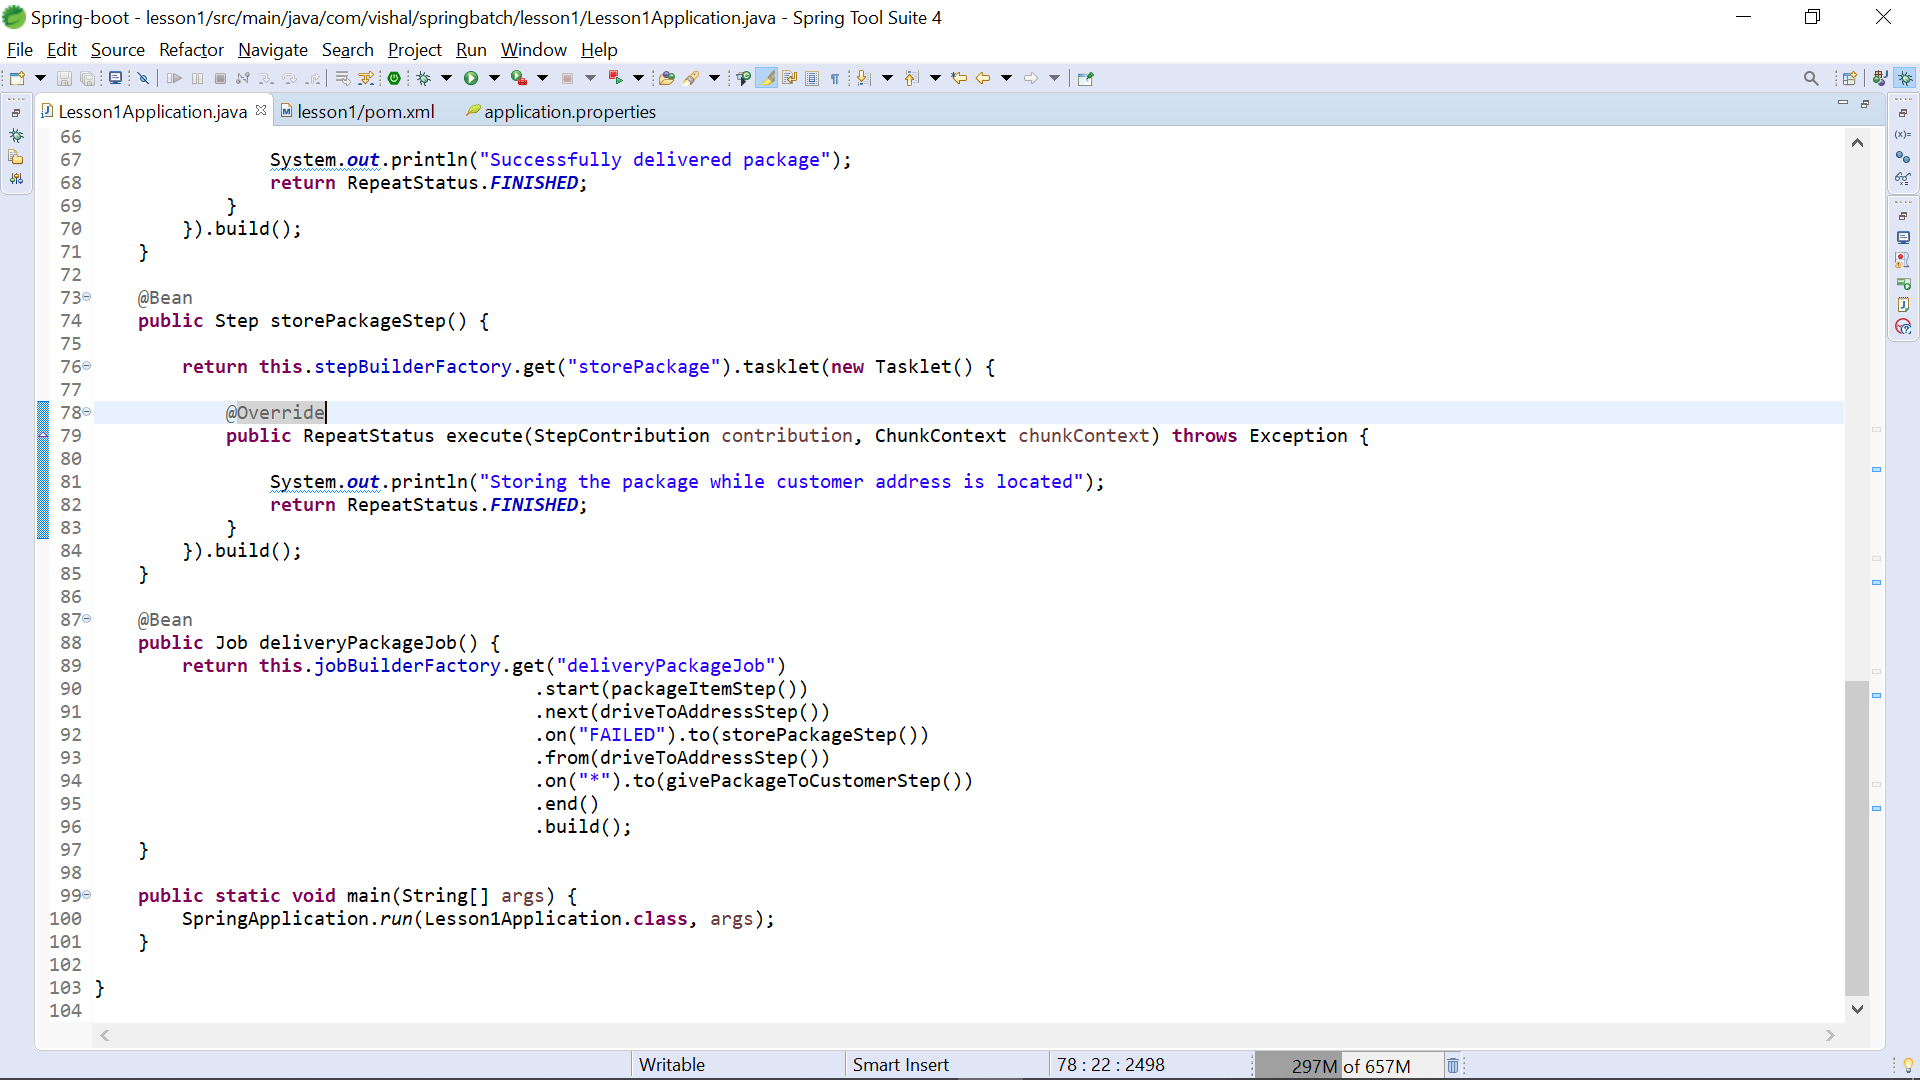 Spring-boot - lesson1/src/main/java/com/vishal/springbatch/lesson1/Lesson1Application.java - Spring Tool Suite 4
File Edit Source Refactor Navigate Search Project Run Window Help
Lesson1Application.java lesson1/pom.xml application.properties
66
67 System.out.println("Successfully delivered package");
68 return RepeatStatus.FINISHED;
69 }
70 }).build();
71 }
72
73 @Bean
74 public Step storePackageStep() {
75
76 return this.stepBuilderFactory.get("storePackage").tasklet(new Tasklet() {
77
78 @Override
79 public RepeatStatus execute(StepContribution contribution, ChunkContext chunkContext) throws Exception {
80
81 System.out.println("Storing the package while customer address is located");
82 return RepeatStatus.FINISHED;
83 }
84 }).build();
85 }
86
87 @Bean
88 public Job deliveryPackageJob() {
89 return this.jobBuilderFactory.get("deliveryPackageJob")
90 .start(packageItemStep())
91 .next(driveToAddressStep())
92 .on("FAILED").to(storePackageStep())
93 .from(driveToAddressStep())
94 .on("*").to(givePackageToCustomerStep())
95 .end()
96 .build();
97 }
98
99 public static void main(String[] args) {
100 SpringApplication.run(Lesson1Application.class, args);
101 }
102
103 }
104
Writable Smart Insert 78 : 22 : 2498 297M of 657M